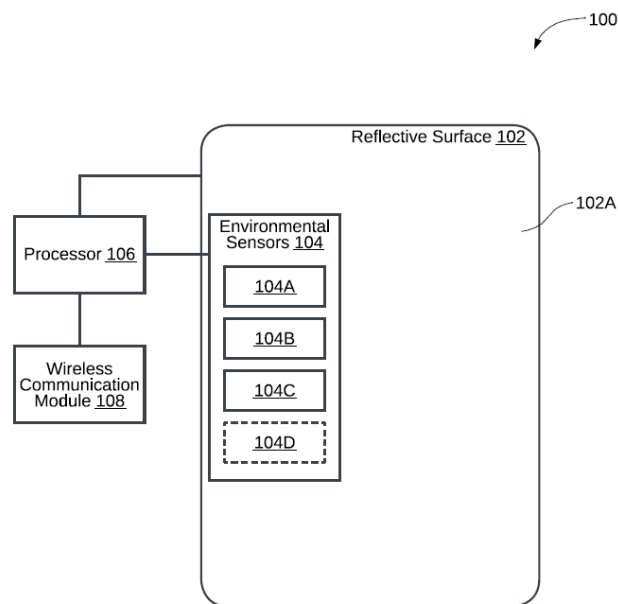 100
Reflective Surface 102
102A
Environmental
Sensors 104
Processor 106
104A
104B
104C
104D
Wireless
Communication
Module 108